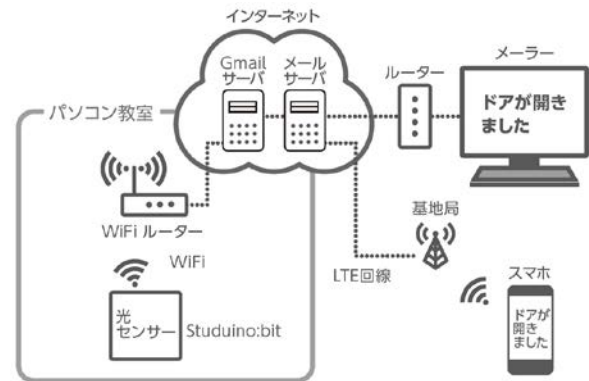 インターネット
Gmail
サーバ
メール
サーバ
ルーター
メーラー
ドアが開き
ました
パソコン教室
WiFi ルーター
WiFi
光
センサー
Studuino:bit
基地局
LTE回線
スマホ
ドアが
開き
ました